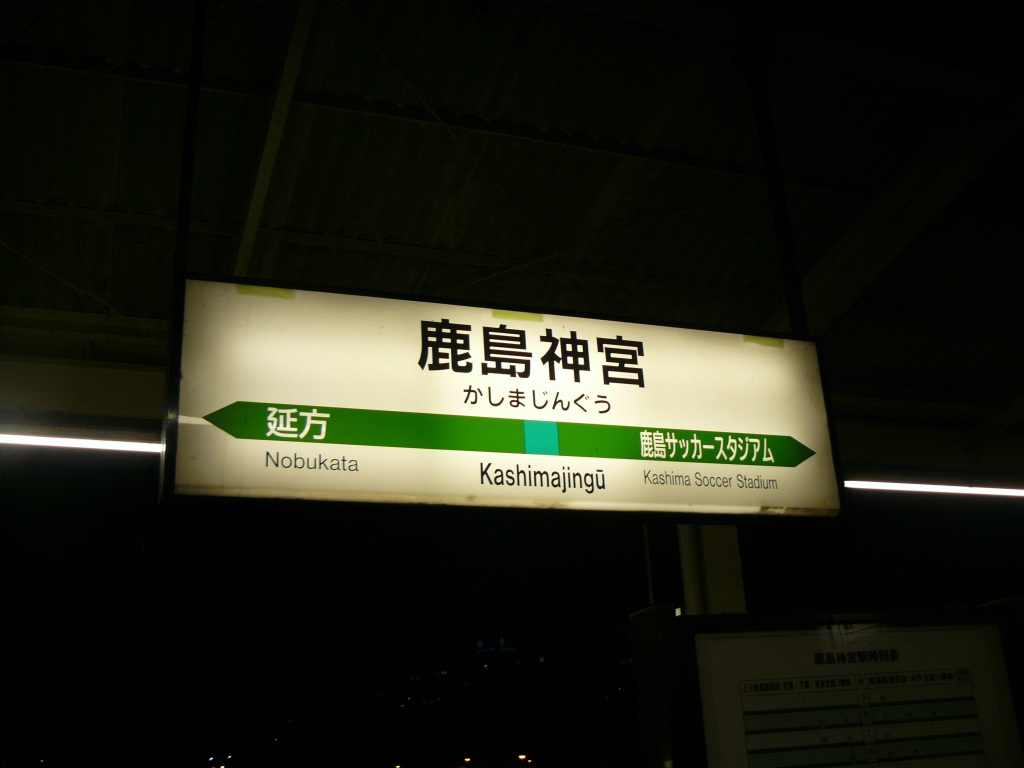 鹿島神宮
かしまじんぐう
延方
鹿島サッカースタジアム
Nobukata
Kashimajingū
Kashima Soccer Stadium
鹿島神宮駅時刻表